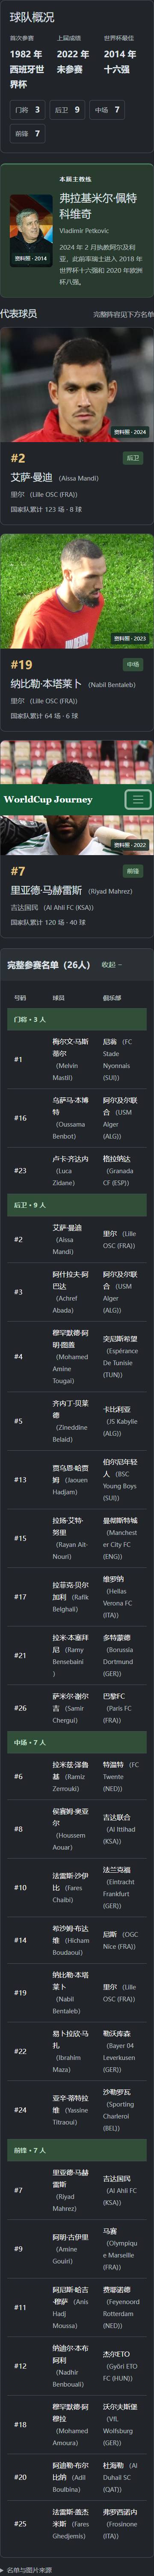 球队概况
首次参赛
上届成绩
世界杯最佳
1982 年
西班牙世
界杯
2022 年
未参赛
2014 年
十六强
门将 3
后卫 9
中场 7
前锋 7
本届主教练
弗拉基米尔·佩特
科维奇
Vladimir Petkovic
2024 年 2 月执教阿尔及利
亚，此前率瑞士进入 2018 年
世界杯十六强和 2020 年欧洲
杯八强。
资料照 · 2014
代表球员
完整阵容见下方名单
资料照 · 2024
#2
后卫
艾萨·曼迪 (Aissa Mandi)
里尔 (Lille OSC (FRA))
国家队累计 123 场 · 8 球
资料照 · 2023
#19
中场
纳比勒·本塔莱卜 (Nabil Bentaleb)
里尔 (Lille OSC (FRA))
国家队累计 64 场 · 6 球
WorldCup Journey
资料照 · 2022
#7
前锋
里亚德·马赫雷斯 (Riyad Mahrez)
吉达国民 (Al Ahli FC (KSA))
国家队累计 120 场 · 40 球
完整参赛名单（26人）
收起
号码
球员
俱乐部
门将 • 3 人
#1
梅尔文·马斯
蒂尔
(Melvin
Mastil)
尼翁 (FC
Stade
Nyonnais
(SUI))
#16
乌萨马·本博
特
(Oussama
Benbot)
阿尔及尔联
合 (USM
Alger
(ALG))
#23
卢卡·齐达内
(Luca
Zidane)
格拉纳达
(Granada
CF (ESP))
后卫 • 9 人
#2
艾萨·曼迪
(Aissa
Mandi)
里尔 (Lille
OSC (FRA))
#3
阿什拉夫·阿
巴达
(Achref
Abada)
阿尔及尔联
合 (USM
Alger
(ALG))
#4
穆罕默德·阿
明·图盖
(Mohamed
Amine
Tougai)
突尼斯希望
(Espérance
De Tunisie
(TUN))
#5
齐内丁·贝莱
德
(Zineddine
Belaid)
卡比利亚
(JS Kabylie
(ALG))
#13
贾乌恩·哈贾
姆 (Jaouen
Hadjam)
伯尔尼年轻
人 (BSC
Young Boys
(SUI))
#15
拉扬·艾特·
努里
(Rayan Ait-
Nouri)
曼彻斯特城
(Manchest
er City FC
(ENG))
#17
拉菲克·贝尔
加利 (Rafik
Belghali)
维罗纳
(Hellas
Verona FC
(ITA))
#21
拉米·本塞拜
尼 (Ramy
Bensebaini
)
多特蒙德
(Borussia
Dortmund
(GER))
#26
萨米尔·谢尔
吉 (Samir
Chergui)
巴黎FC
(Paris FC
(FRA))
中场 • 7 人
#6
拉米兹·泽鲁
基 (Ramiz
Zerrouki)
特温特 (FC
Twente
(NED))
#8
侯赛姆·奥亚
尔
(Houssem
Aouar)
吉达联合
(Al Ittihad
(KSA))
#10
法雷斯·沙伊
比 (Fares
Chaibi)
法兰克福
(Eintracht
Frankfurt
(GER))
#14
希沙姆·布达
维 (Hicham
Boudaoui)
尼斯 (OGC
Nice (FRA))
#19
纳比勒·本塔
莱卜
(Nabil
Bentaleb)
里尔 (Lille
OSC (FRA))
#22
易卜拉欣·马
扎
(Ibrahim
Maza)
勒沃库森
(Bayer 04
Leverkusen
(GER))
#24
亚辛·蒂特拉
维 (Yassine
Titraoui)
沙勒罗瓦
(Sporting
Charleroi
(BEL))
前锋 • 7 人
#7
里亚德·马赫
雷斯
(Riyad
Mahrez)
吉达国民
(Al Ahli FC
(KSA))
#9
阿明·古伊里
(Amine
Gouiri)
马赛
(Olympiqu
e Marseille
(FRA))
#11
阿尼斯·哈吉
·穆萨 (Anis
Hadj
Moussa)
费耶诺德
(Feyenoord
Rotterdam
(NED))
#12
纳迪尔·本布
阿利
(Nadhir
Benbouali)
杰尔ETO
(Győri ETO
FC (HUN))
#18
穆罕默德·阿
穆拉
(Mohamed
Amoura)
沃尔夫斯堡
(VfL
Wolfsburg
(GER))
#20
阿迪勒·布尔
比纳 (Adil
Boulbina)
杜海勒 (Al
Duhail SC
(QAT))
#25
法雷斯·盖杰
米斯 (Fares
Ghedjemis)
弗罗西诺内
(Frosinone
(ITA))
名单与图片来源